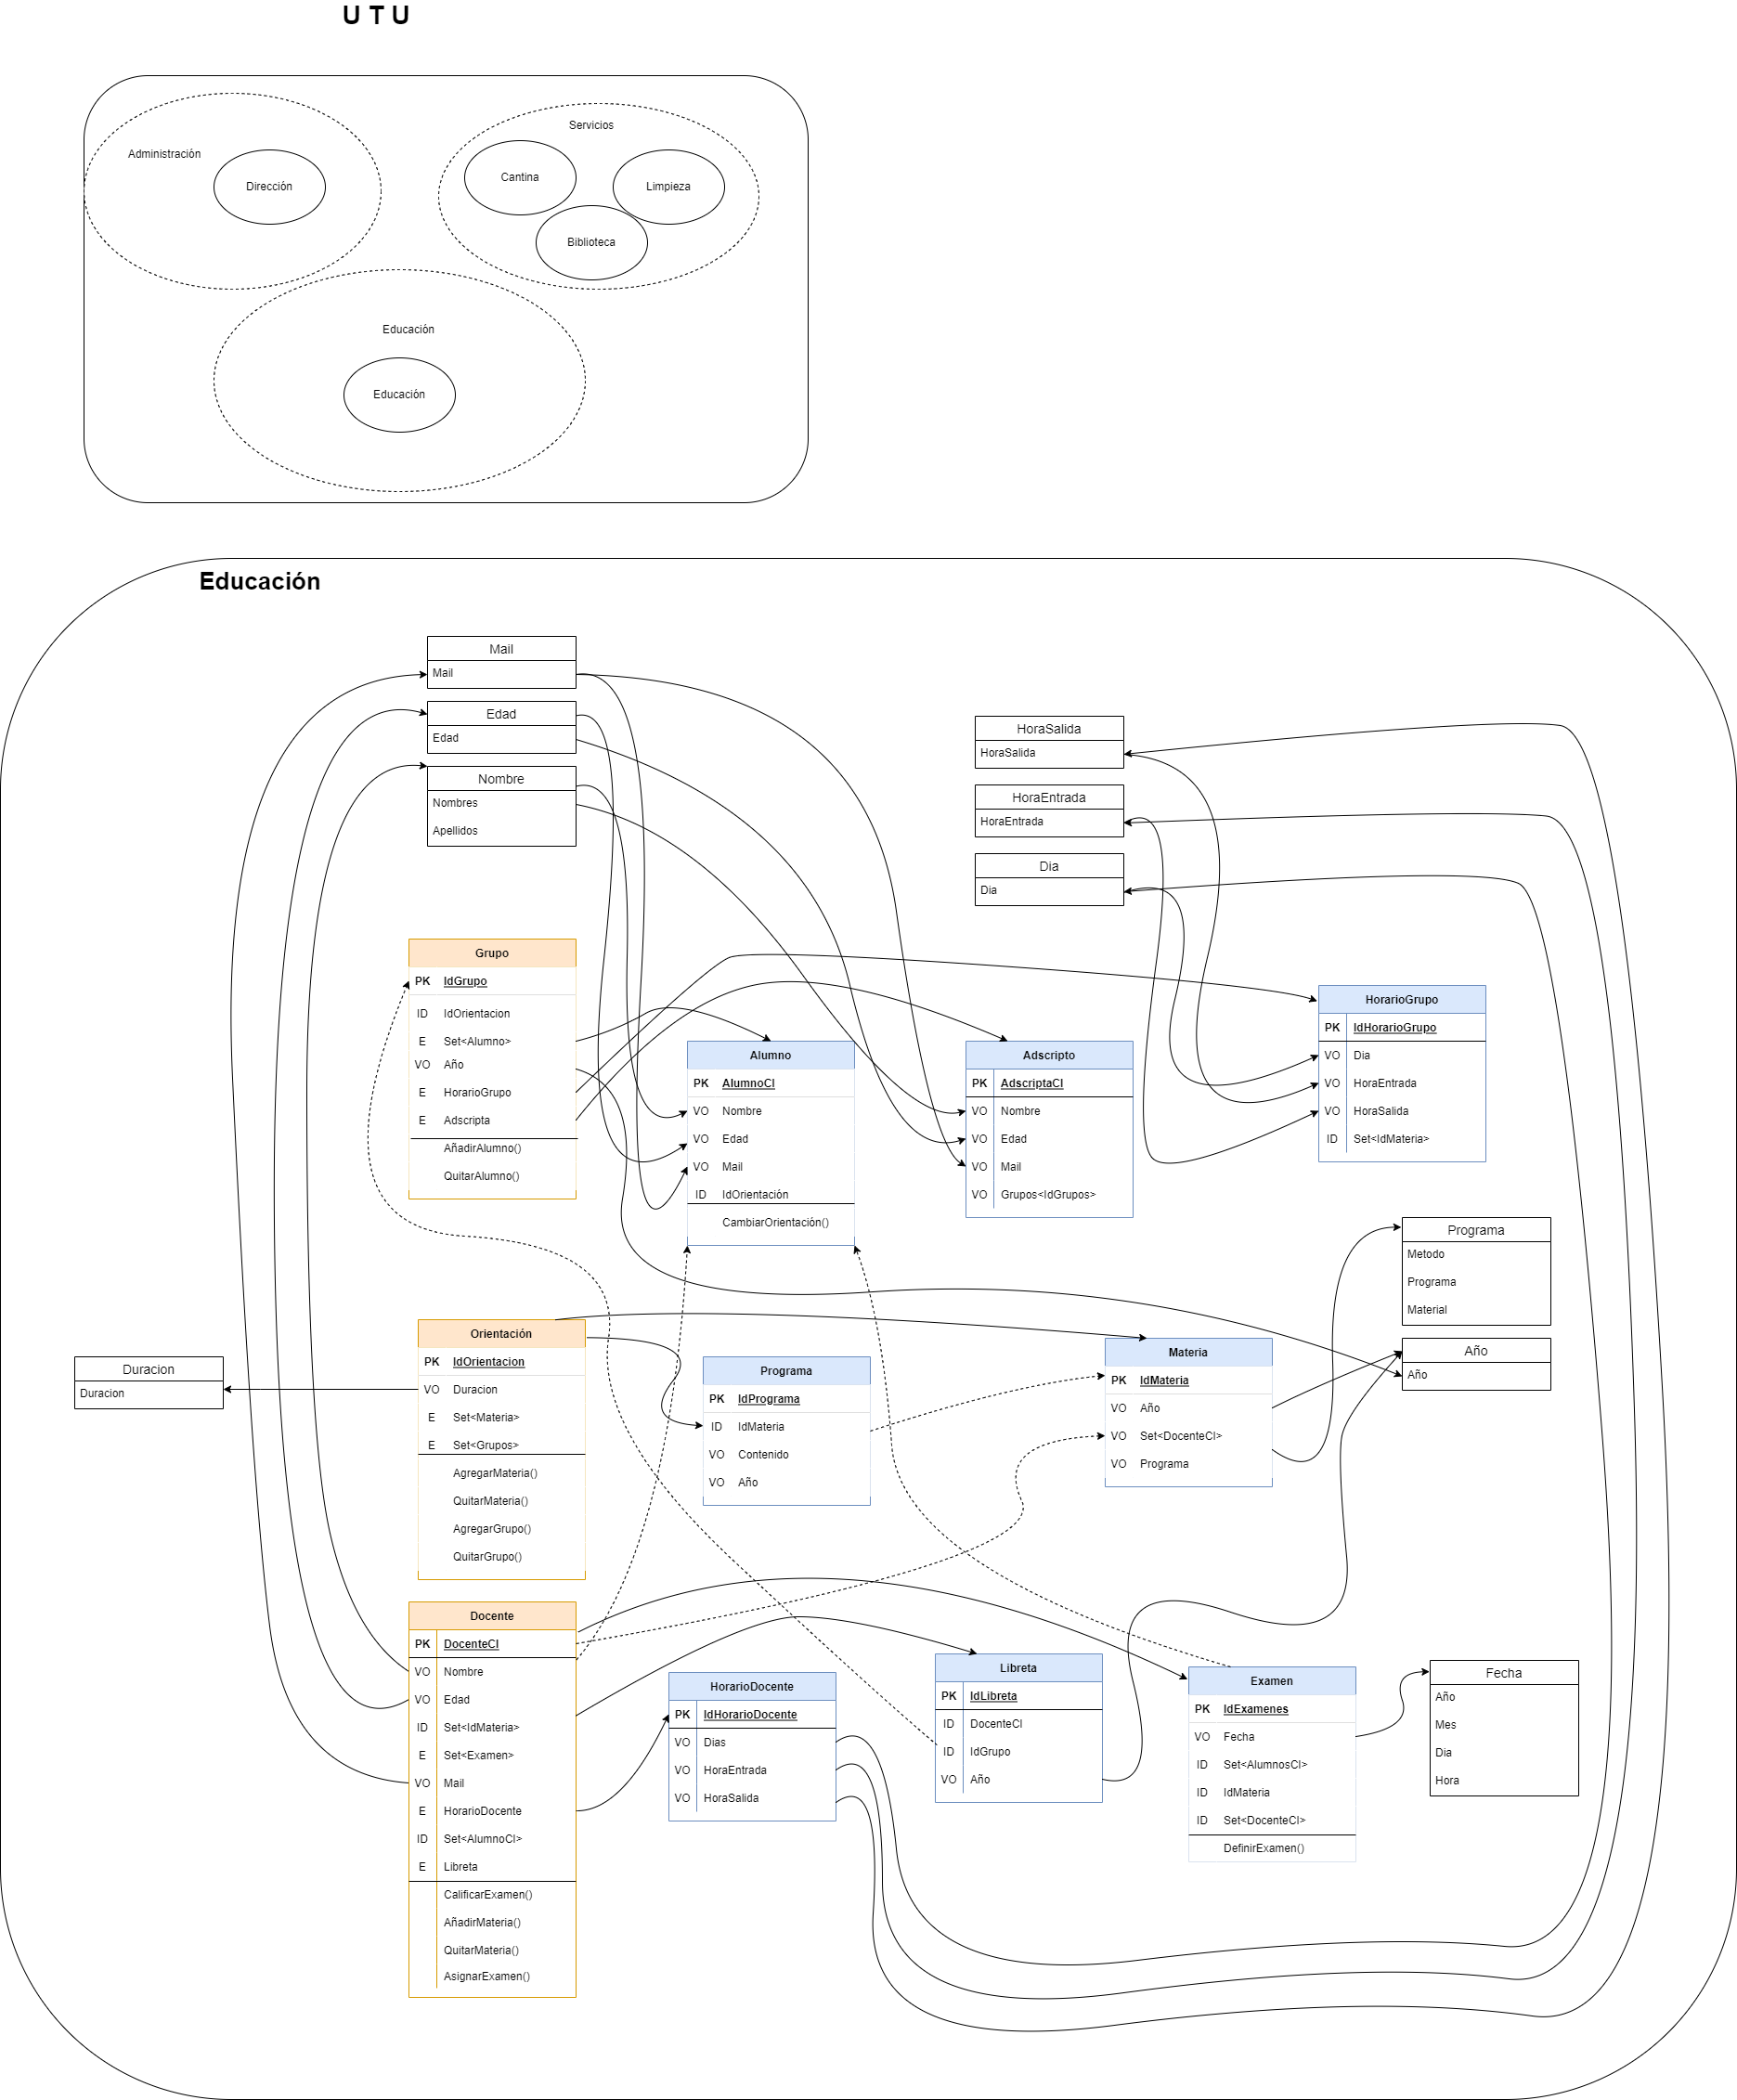 U T U
Administración
Dirección
Servicios
Cantina
Limpieza
Biblioteca
Educación
Educación
Educación
Mail
Mail
Edad
Edad
Nombre
Nombres
Apellidos
HoraSalida
HoraSalida
HoraEntrada
HoraEntrada
Dia
Dia
Grupo
PK IdGrupo
ID IdOrientacion
E Set<Alumno>
VO Año
E HorarioGrupo
E Adscripta
AñadirAlumno()
QuitarAlumno()
Alumno
PK AlumnoCI
VO Nombre
VO Edad
VO Mail
ID IdOrientación
CambiarOrientación()
Adscripto
PK AdscriptaCI
VO Nombre
VO Edad
VO Mail
VO Grupos<IdGrupos>
HorarioGrupo
PK IdHorarioGrupo
VO Dia
VO HoraEntrada
VO HoraSalida
ID Set<IdMateria>
Programa
Metodo
Programa
Material
Año
Año
Duracion
Duracion
Orientación
PK IdOrientacion
VO Duracion
E Set<Materia>
E Set<Grupos>
AgregarMateria()
QuitarMateria()
AgregarGrupo()
QuitarGrupo()
Programa
PK IdPrograma
ID IdMateria
VO Contenido
VO Año
Materia
PK IdMateria
VO Año
VO Set<DocenteCI>
VO Programa
Docente
PK DocenteCI
VO Nombre
VO Edad
ID Set<IdMateria>
E Set<Examen>
VO Mail
E HorarioDocente
ID Set<AlumnoCI>
E Libreta
CalificarExamen()
AñadirMateria()
QuitarMateria()
AsignarExamen()
HorarioDocente
PK IdHorarioDocente
VO Dias
VO HoraEntrada
VO HoraSalida
Libreta
PK IdLibreta
ID DocenteCI
ID IdGrupo
VO Año
Examen
PK IdExamenes
VO Fecha
ID Set<AlumnosCI>
ID IdMateria
ID Set<DocenteCI>
DefinirExamen()
Fecha
Año
Mes
Dia
Hora